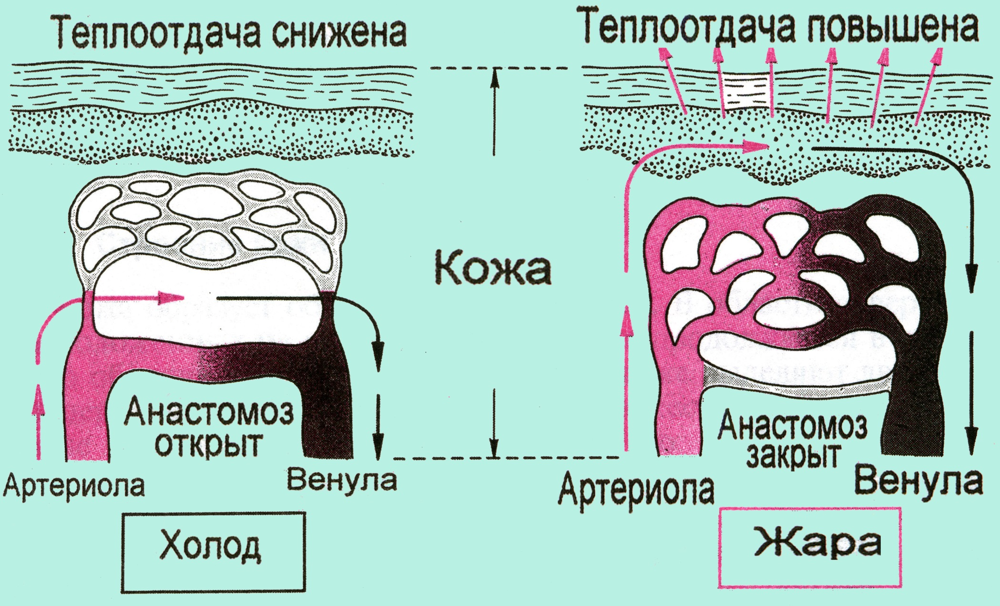 Теплоотдача снижена
Теплоотдача повышена
Кожа
Анастомоз
открыт
Анастомоз
закрыт
Артериола
Венула
Артериола
Венула
Холод
Жара